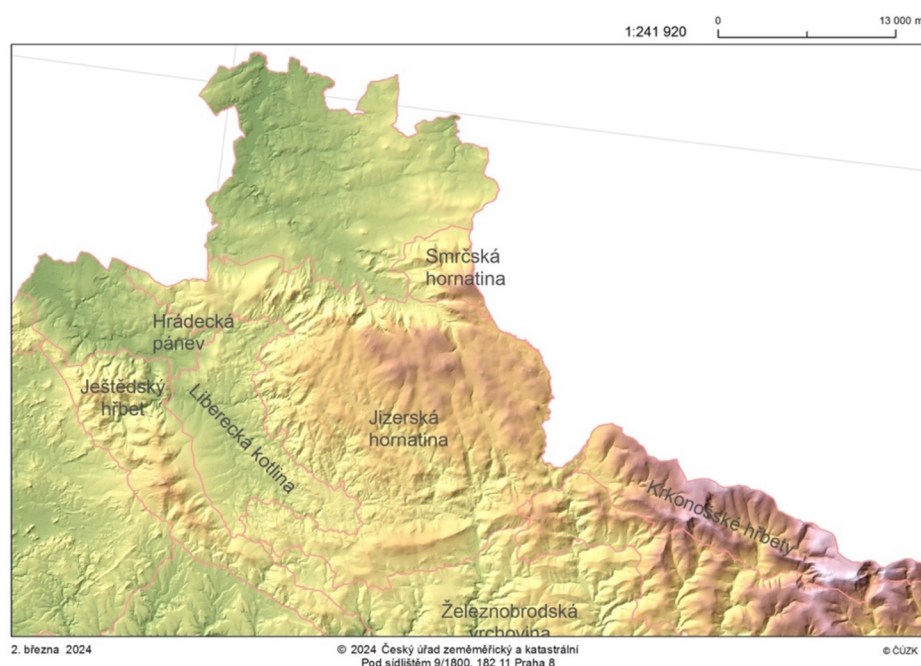 1:241 920
0
13 000 m
Smrčská
hornatina
Hrádecká
pánev
Ještědský
hřbet
Liberecká kotlina
Jizerská
hornatina
Krkonošské hřbety
Železnobrodská
vrchovina
2. března 2024
© 2024 Český úřad zeměměřický a katastrální
Pod sídlištěm 9/1800, 182 11 Praha 8
© ČÚZK